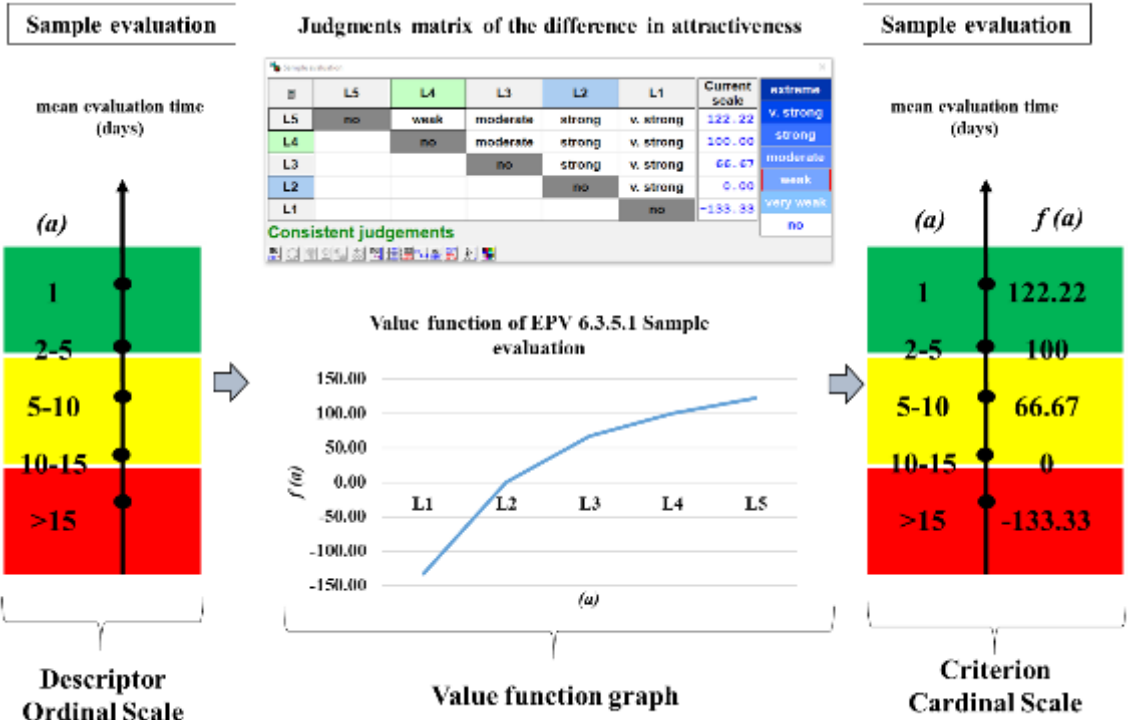 Sample evaluation
mean evaluation time
(days)
(a)
1
2-5
5-10
10-15
>15
Descriptor
Ordinal Scale
Judgments matrix of the difference in attractiveness
Sample evaluation
L5 L4 L3 L2 L1 Current scale
L5 no weak moderate strong v. strong 122.22
L4 no moderate strong v. strong 100.00
L3 no strong v. strong 66.67
L2 no v. strong 0.00
L1 no -133.33
extreme
v. strong
strong
moderate
weak
very weak
no
Consistent judgements
Value function of EPV 6.3.5.1 Sample
evaluation
150.00
100.00
50.00
0.00
-50.00
-100.00
-150.00
f (a)
L1 L2 L3 L4 L5
(a)
Value function graph
Sample evaluation
mean evaluation time
(days)
(a) f (a)
1 122.22
2-5 100
5-10 66.67
10-15 0
>15 -133.33
Criterion
Cardinal Scale